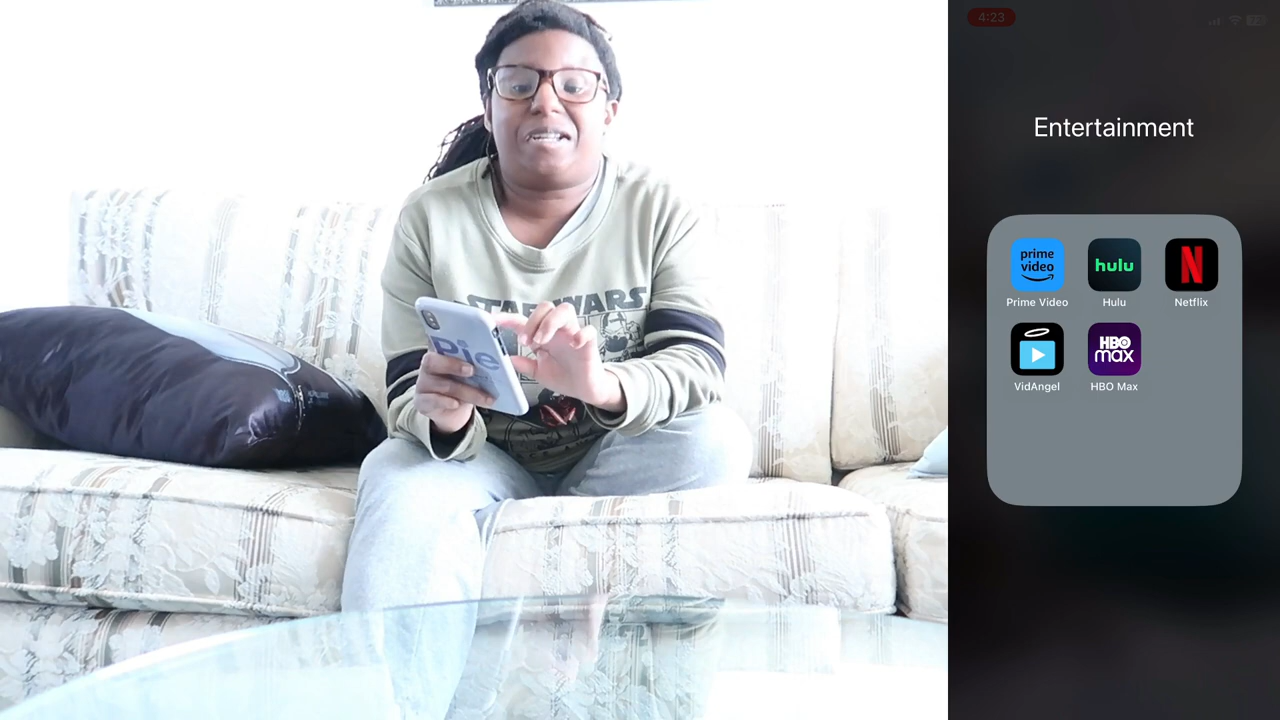 4:23
Entertainment
prime
video
hulu
N
Prime Video
Hulu
Netflix
HBO
max
VidAngel
HBO Max
STAR WARS
Pie